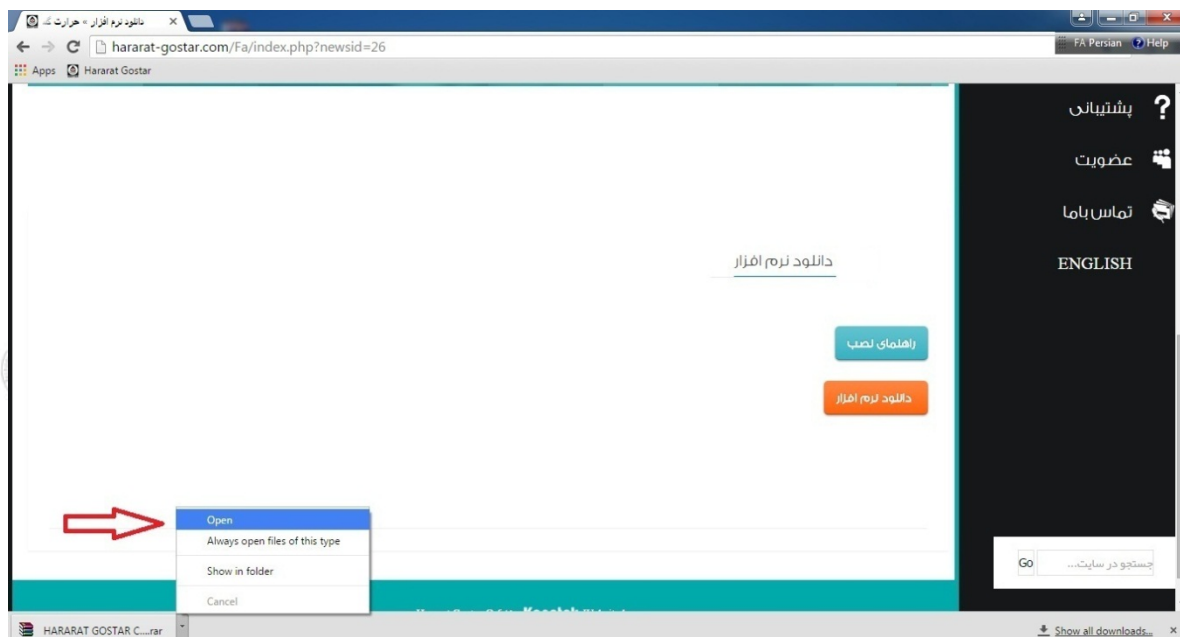 دانلود نرم افزار » حرارت گ
hararat-gostar.com/Fa/index.php?newsid=26
FA Persian
Help
Apps
Hararat Gostar
پشتیبانی
عضویت
تماس با ما
ENGLISH
دانلود نرم افزار
راهنمای نصب
دانلود نرم افزار
Open
Always open files of this type
Show in folder
Cancel
Go
جستجو در سایت...
HARARAT GOSTAR C....rar
Show all downloads...